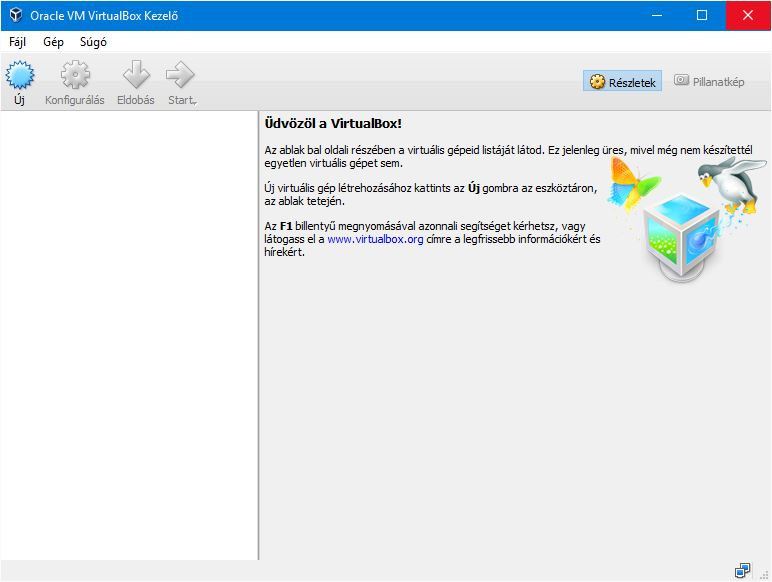 Oracle VM VirtualBox Kezelő
Fájl Gép Súgó
Új Konfigurálás Eldobás Start
Részletek Pillanatkép
Üdvözöl a VirtualBox!
Az ablak bal oldali részében a virtuális gépeid listáját látod. Ez jelenleg üres, mivel még nem készítettél
egyetlen virtuális gépet sem.
Új virtuális gép létrehozásához kattints az Új gombra az eszköztáron,
az ablak tetején.
Az F1 billentyű megnyomásával azonnali segítséget kérhetsz, vagy
látogass el a www.virtualbox.org címre a legfrissebb információkért és
hírekért.